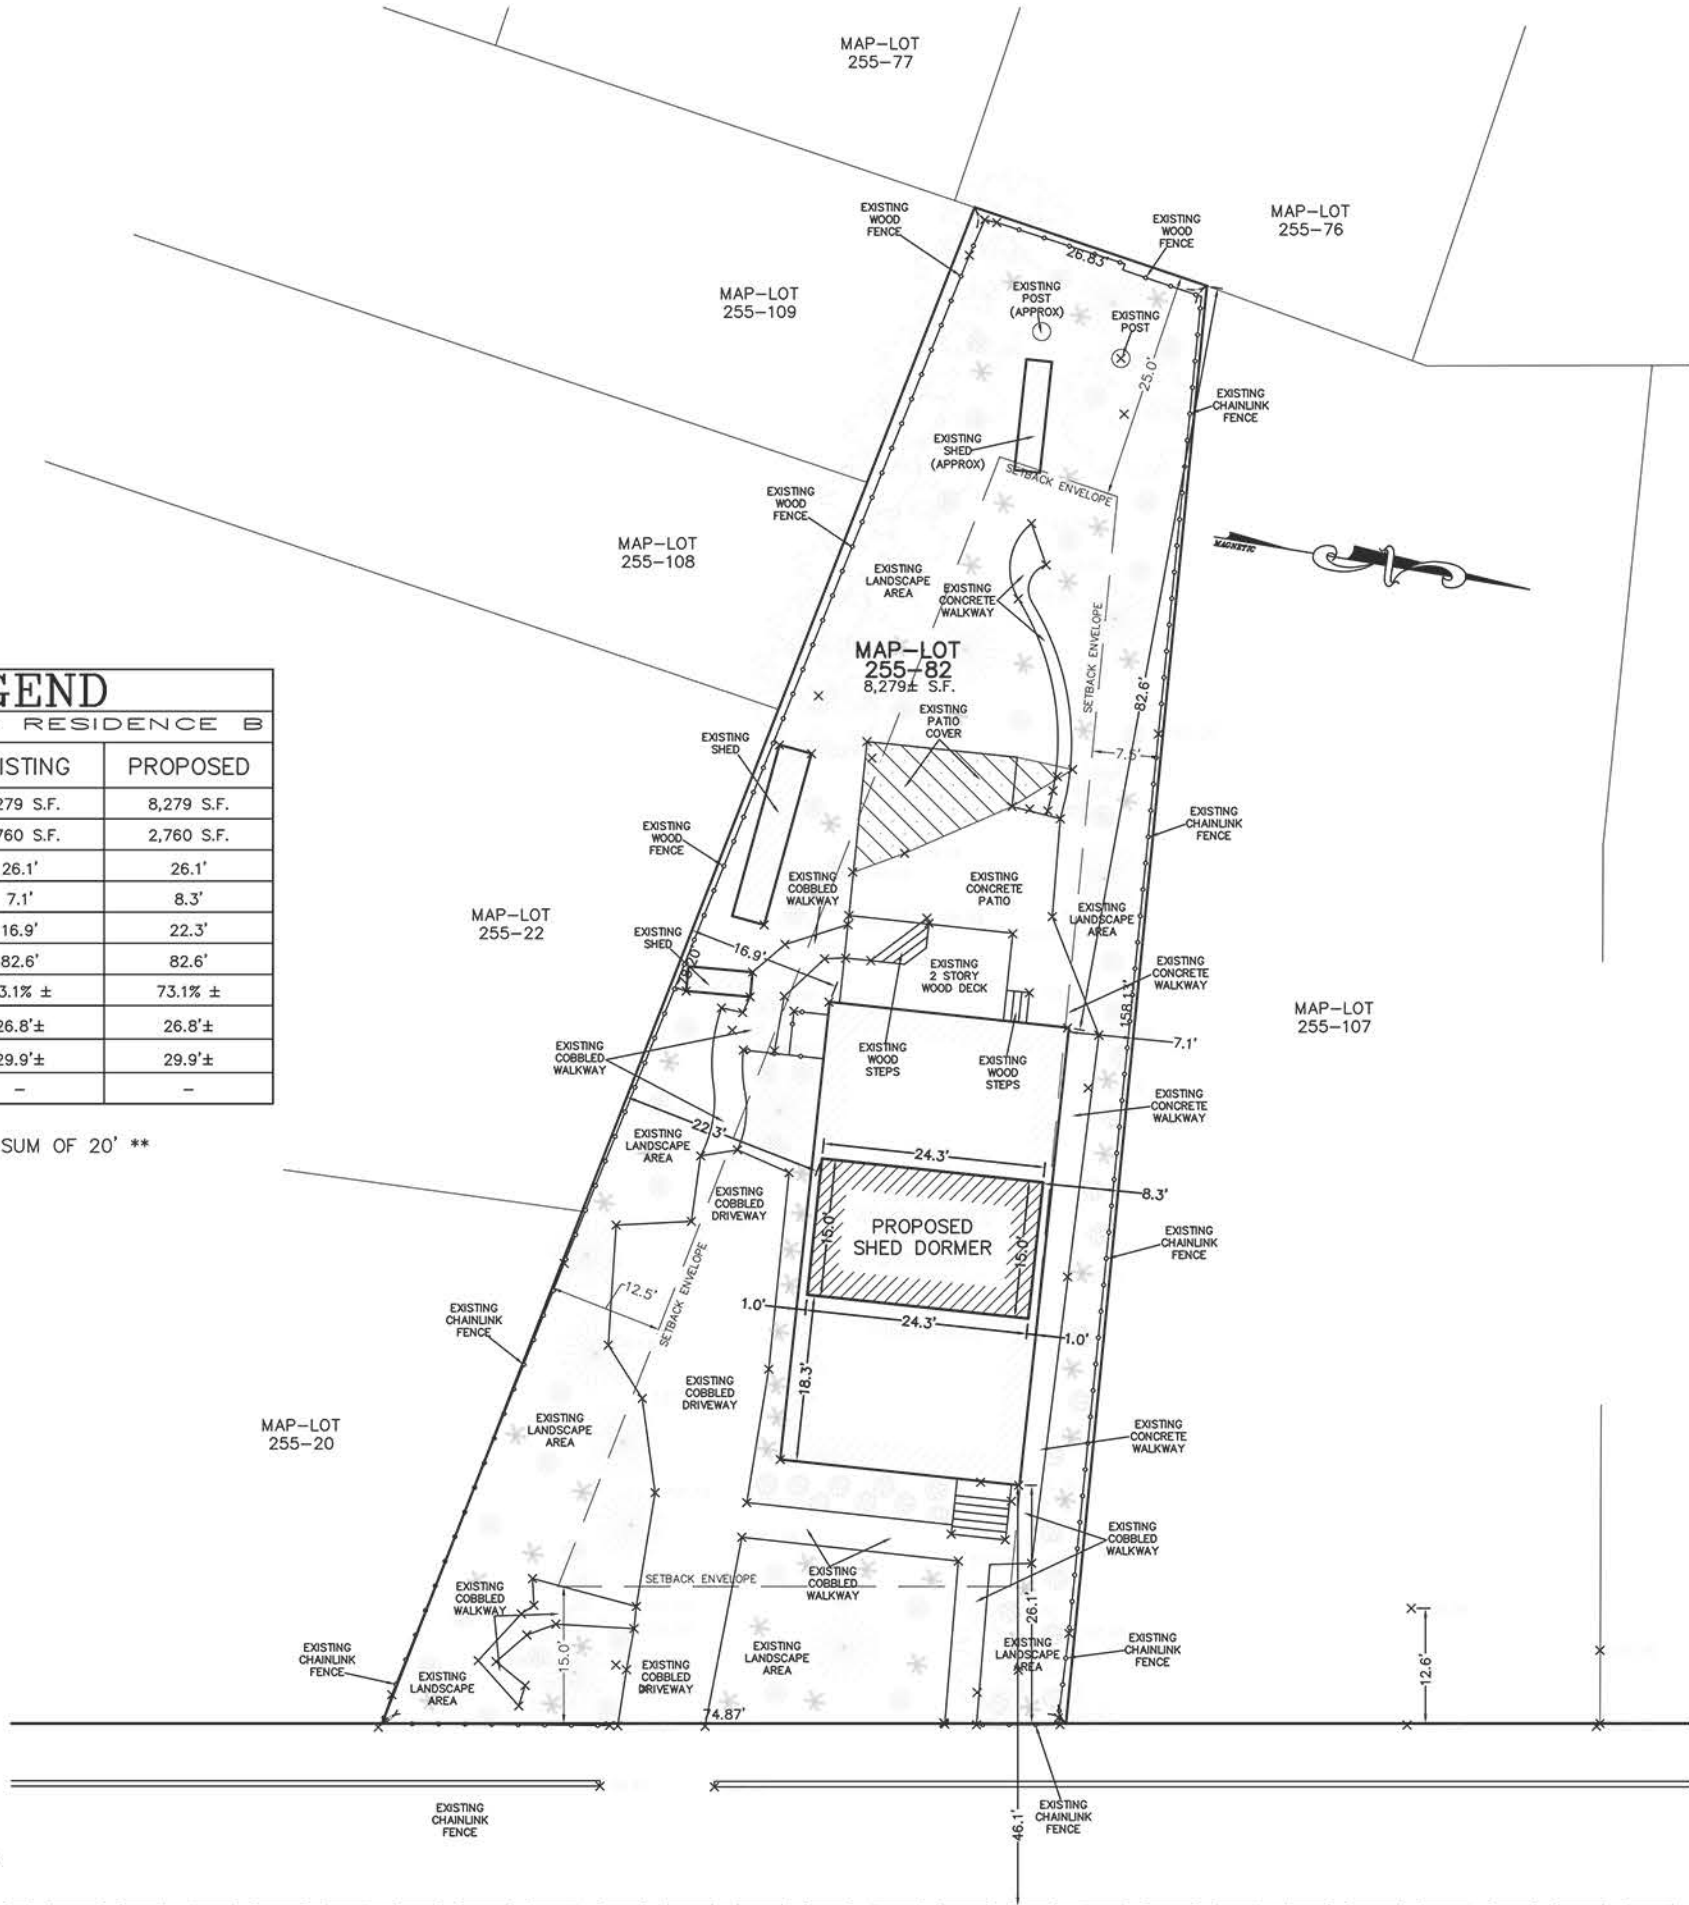 MAP-LOT
255-77
EXISTING
WOOD
FENCE
EXISTING
WOOD
FENCE
MAP-LOT
255-76
26.83'
MAP-LOT
255-109
EXISTING
POST
(APPROX)
EXISTING
POST
25.0'
EXISTING
CHAINLINK
FENCE
EXISTING
SHED
(APPROX)
SETBACK ENVELOPE
EXISTING
WOOD
FENCE
MAP-LOT
255-108
MAGNETIC
EXISTING
LANDSCAPE
AREA
EXISTING
CONCRETE
WALKWAY
SETBACK ENVELOPE
MAP-LOT
255-82
8,279± S.F.
82.6'
EXISTING
PATIO
COVER
EXISTING
SHED
7.5'
GEND
RESIDENCE B
ISTING PROPOSED
279 S.F. 8,279 S.F.
760 S.F. 2,760 S.F.
26.1' 26.1'
7.1' 8.3'
16.9' 22.3'
82.6' 82.6'
3.1% ± 73.1% ±
26.8'± 26.8'±
29.9'± 29.9'±
- -
SUM OF 20' **
EXISTING
WOOD
FENCE
EXISTING
CHAINLINK
FENCE
EXISTING
COBBLED
WALKWAY
EXISTING
CONCRETE
PATIO
EXISTING
LANDSCAPE
AREA
MAP-LOT
255-22
EXISTING
SHED
16.9'
EXISTING
2 STORY
WOOD DECK
EXISTING
CONCRETE
WALKWAY
MAP-LOT
255-107
EXISTING
COBBLED
WALKWAY
EXISTING
WOOD
STEPS
EXISTING
WOOD
STEPS
7.1'
EXISTING
CONCRETE
WALKWAY
22.3'
EXISTING
LANDSCAPE
AREA
24.3'
8.3'
EXISTING
COBBLED
DRIVEWAY
15.0'
PROPOSED
SHED DORMER
15.0'
EXISTING
CHAINLINK
FENCE
SETBACK ENVELOPE
12.5'
1.0'
24.3'
1.0'
EXISTING
CHAINLINK
FENCE
18.3'
EXISTING
COBBLED
DRIVEWAY
MAP-LOT
255-20
EXISTING
LANDSCAPE
AREA
EXISTING
CONCRETE
WALKWAY
EXISTING
COBBLED
WALKWAY
SETBACK ENVELOPE
EXISTING
COBBLED
WALKWAY
EXISTING
COBBLED
WALKWAY
26.1'
15.0'
EXISTING
CHAINLINK
FENCE
EXISTING
LANDSCAPE
AREA
EXISTING
COBBLED
DRIVEWAY
EXISTING
LANDSCAPE
AREA
EXISTING
LANDSCAPE
AREA
EXISTING
CHAINLINK
FENCE
12.6'
74.87'
EXISTING
CHAINLINK
FENCE
46.1'
EXISTING
CHAINLINK
FENCE